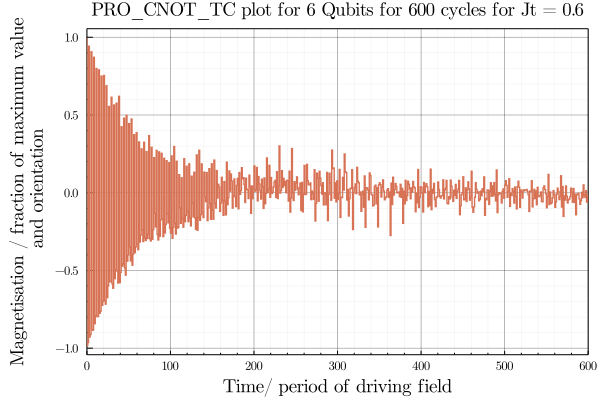 PRO_CNOT_TC plot for 6 Qubits for 600 cycles for Jt = 0.6
Magnetisation / fraction of maximum value
and orientation
1.0
0.5
0.0
−0.5
−1.0
0 100 200 300 400 500 600
Time/ period of driving field